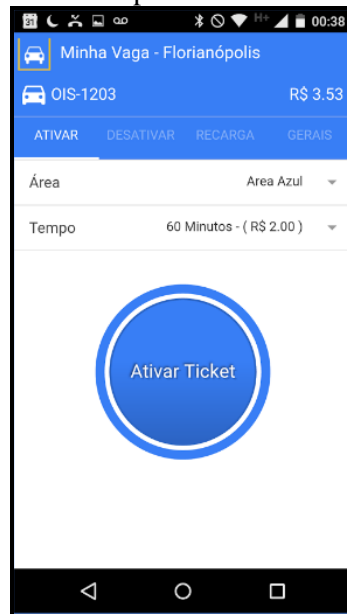 31 H+ 00:38
Minha Vaga - Florianópolis
OIS-1203 R$ 3.53
ATIVAR DESATIVAR RECARGA GERAIS
Área Area Azul
Tempo 60 Minutos - ( R$ 2.00 )
Ativar Ticket